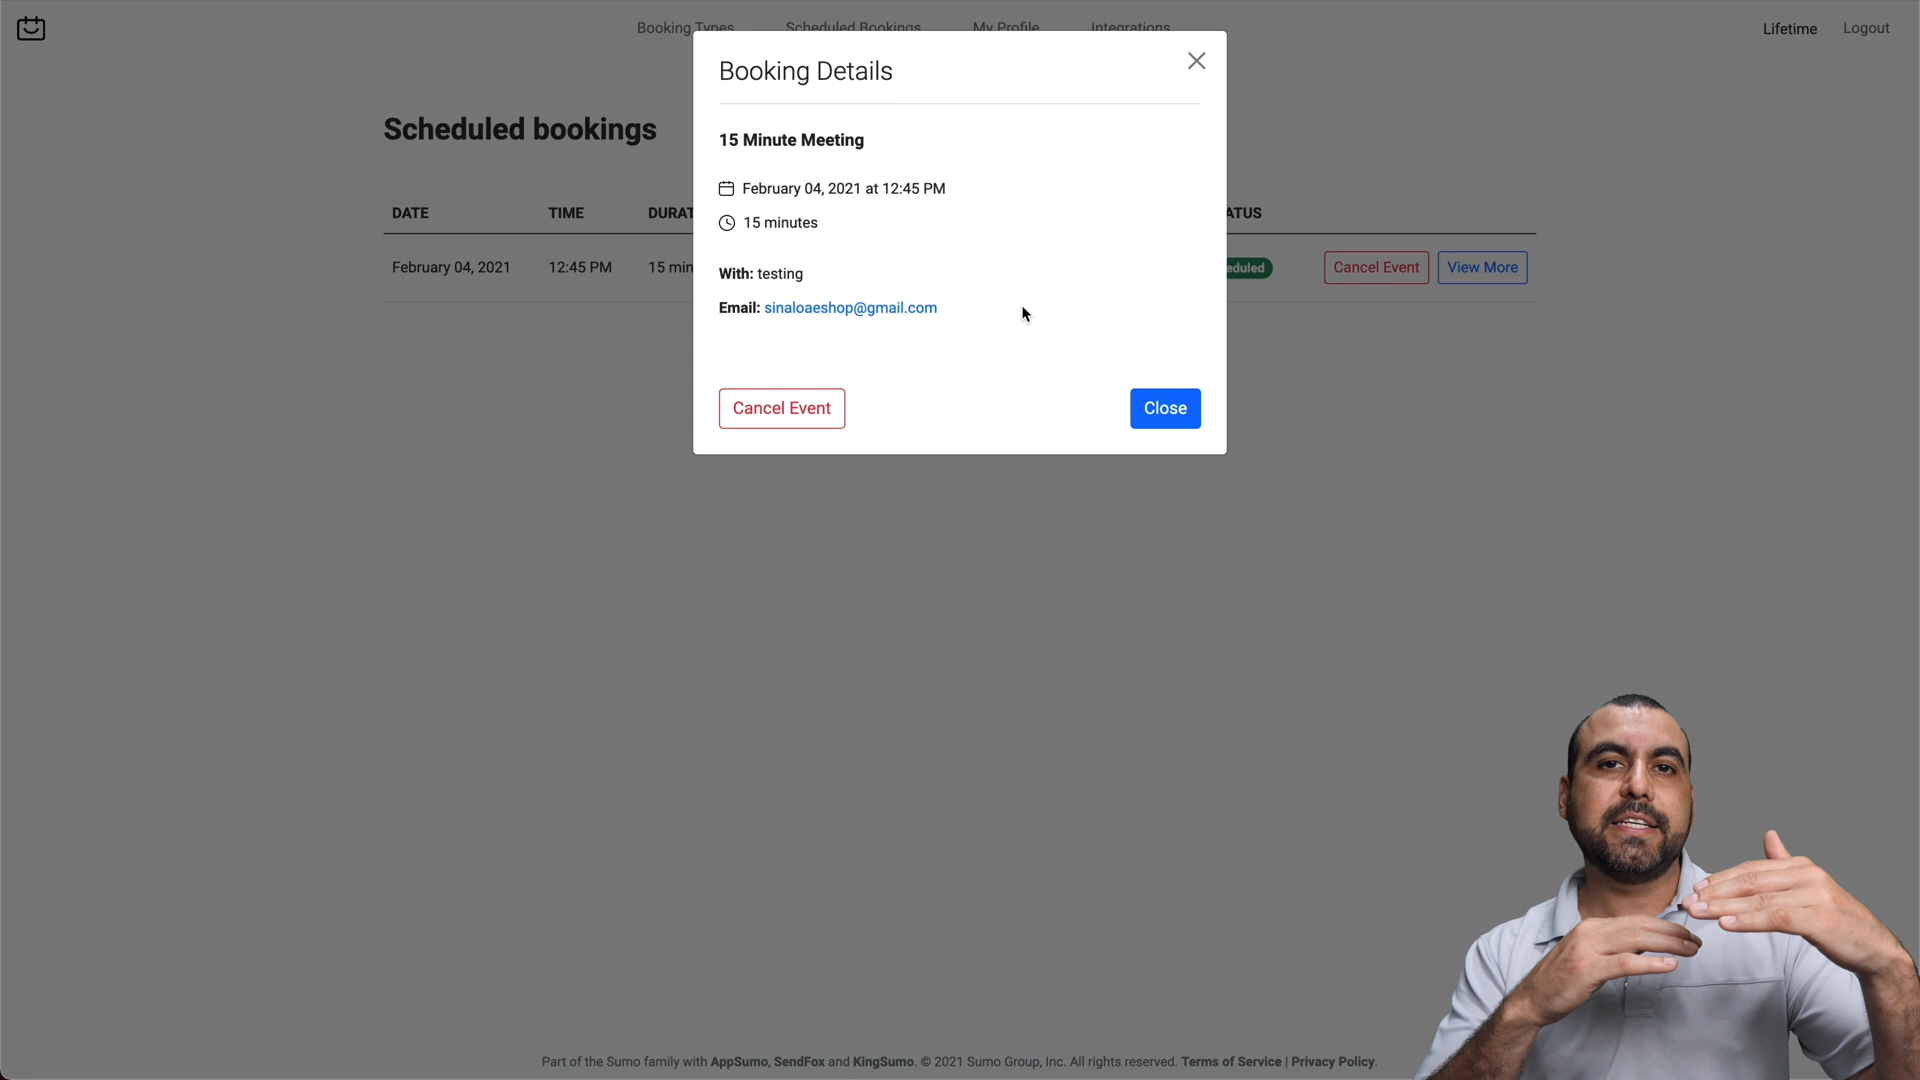 Booking Types Scheduled Bookings My Profile Integrations Lifetime Logout
Booking Details
Scheduled bookings
15 Minute Meeting
February 04, 2021 at 12:45 PM
DATE TIME DURAT ATUS
15 minutes
February 04, 2021 12:45 PM 15 min eduled Cancel Event View More
With: testing
Email: sinaloaeshop@gmail.com
Cancel Event Close
Part of the Sumo family with AppSumo, SendFox and KingSumo. © 2021 Sumo Group, Inc. All rights reserved. Terms of Service | Privacy Policy.